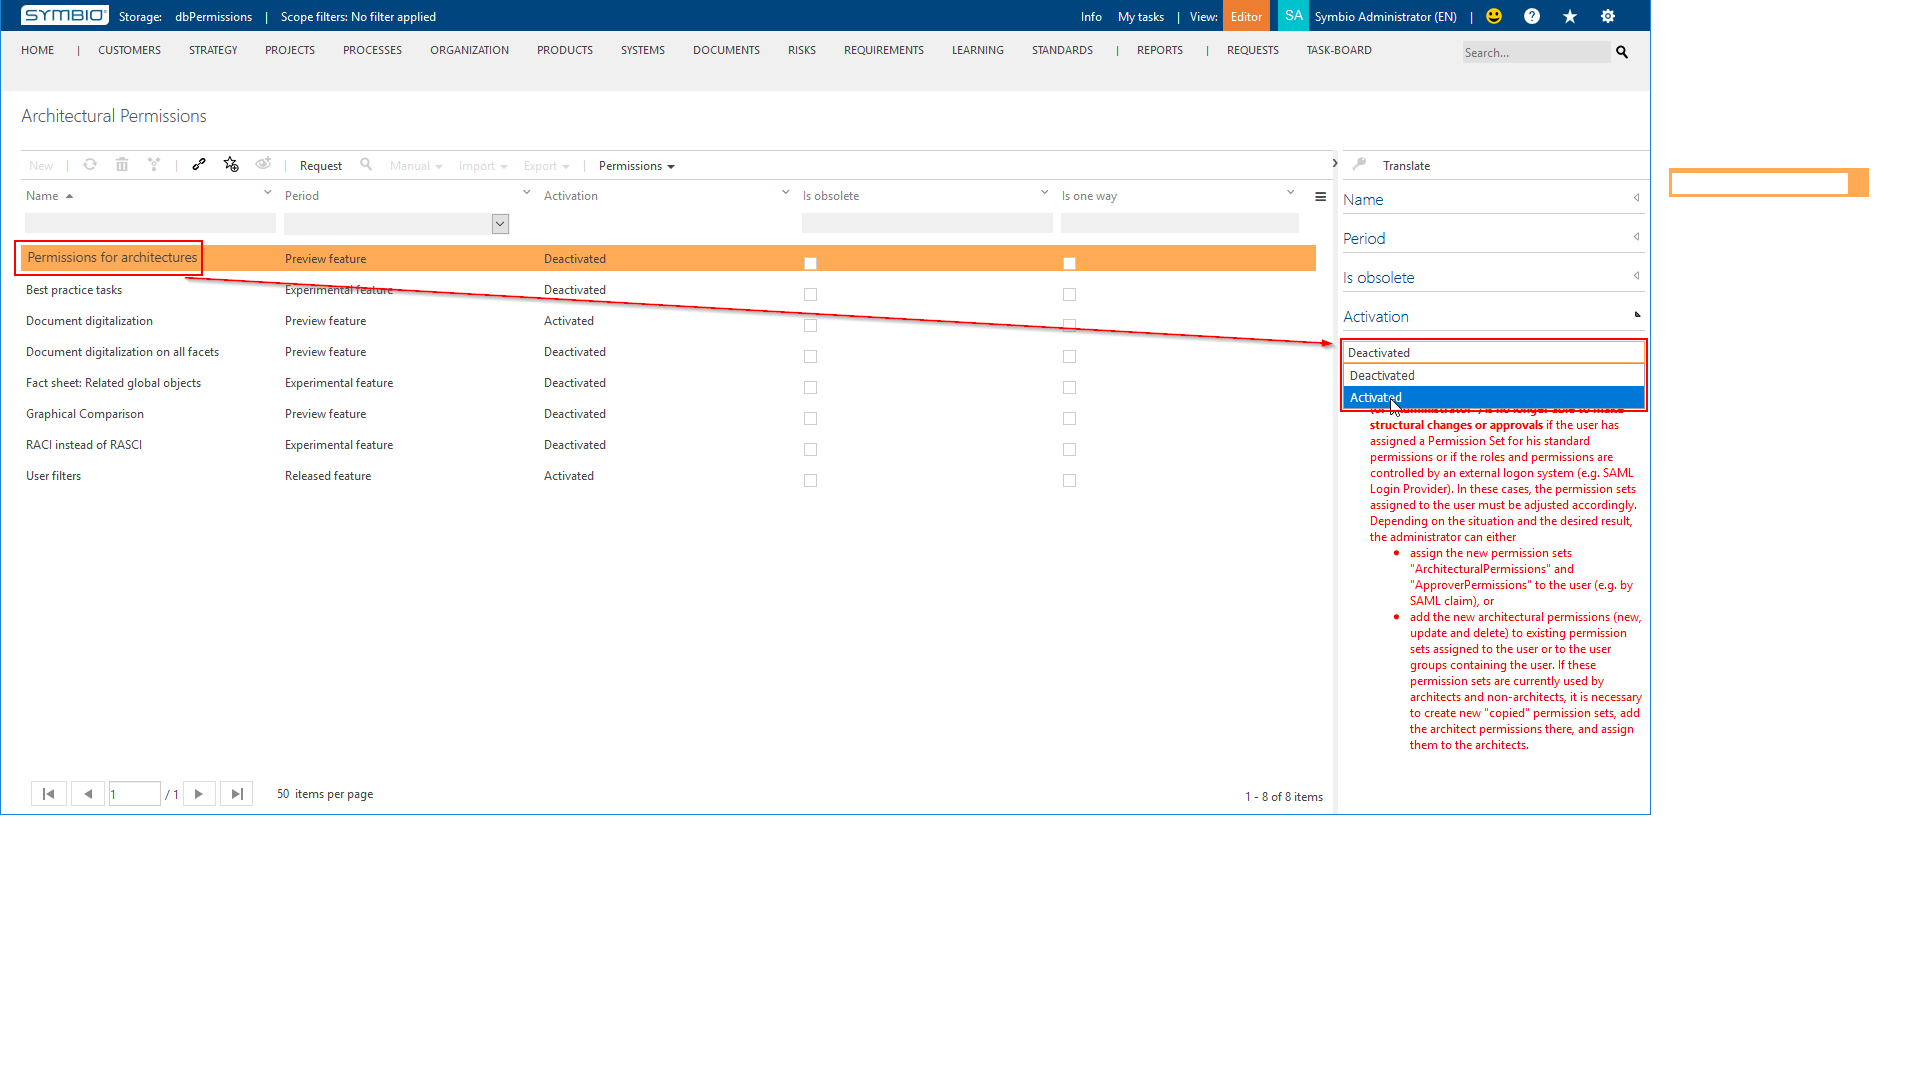 SYMBIO Storage: dbPermissions | Scope filters: No filter applied Info My tasks | View: Editor SA Symbio Administrator (EN) |
HOME | CUSTOMERS STRATEGY PROJECTS PROCESSES ORGANIZATION PRODUCTS SYSTEMS DOCUMENTS RISKS REQUIREMENTS LEARNING STANDARDS | REPORTS | REQUESTS TASK-BOARD Search...
Architectural Permissions
New | | | Request Manual Import Export | Permissions
Name Period Activation Is obsolete Is one way
Permissions for architectures Preview feature Deactivated
Best practice tasks Experimental feature Deactivated
Document digitalization Preview feature Activated
Document digitalization on all facets Preview feature Deactivated
Fact sheet: Related global objects Experimental feature Deactivated
Graphical Comparison Preview feature Deactivated
RACI instead of RASCI Experimental feature Deactivated
User filters Released feature Activated
1 / 1 50 items per page 1 - 8 of 8 items
Translate
Name
Period
Is obsolete
Activation
Deactivated
Deactivated
Activated
structural changes or approvals if the user has
assigned a Permission Set for his standard
permissions or if the roles and permissions are
controlled by an external logon system (e.g. SAML
Login Provider). In these cases, the permission sets
assigned to the user must be adjusted accordingly.
Depending on the situation and the desired result,
the administrator can either
• assign the new permission sets
"ArchitecturalPermissions" and
"ApproverPermissions" to the user (e.g. by
SAML claim), or
• add the new architectural permissions (new,
update and delete) to existing permission
sets assigned to the user or to the user
groups containing the user. If these
permission sets are currently used by
architects and non-architects, it is necessary
to create new "copied" permission sets, add
the architect permissions there, and assign
them to the architects.